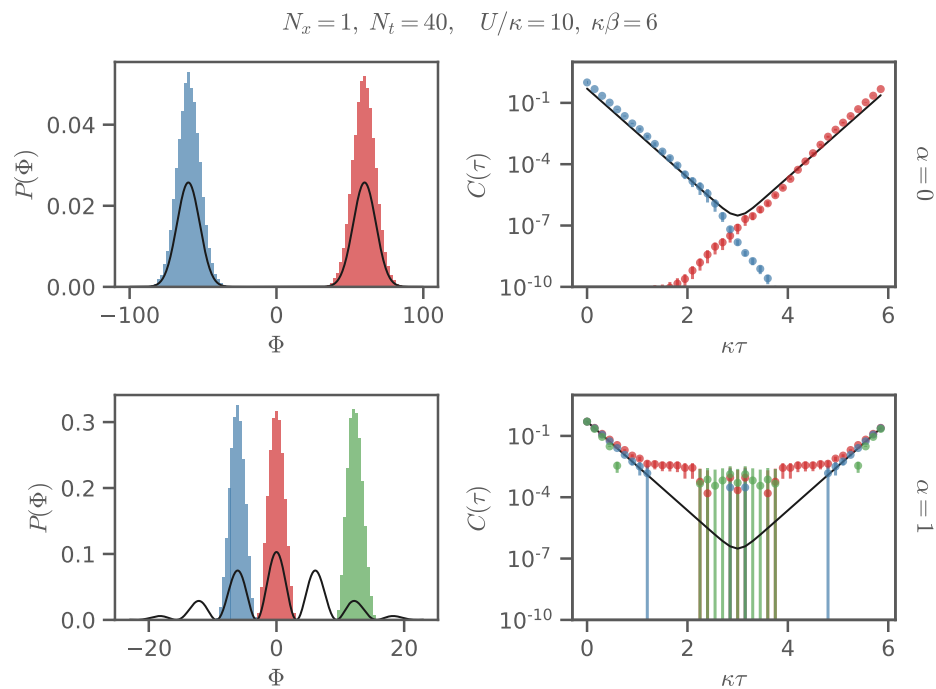 N_x = 1, N_t = 40, U/κ = 10, κβ = 6
P(Φ)
0.04
0.02
0.00
−100 0 100
Φ
C(τ)
10^{-1}
10^{-4}
10^{-7}
10^{-10}
0 2 4 6
κτ
α = 0
P(Φ)
0.3
0.2
0.1
0.0
−20 0 20
Φ
C(τ)
10^{-1}
10^{-4}
10^{-7}
10^{-10}
0 2 4 6
κτ
α = 1